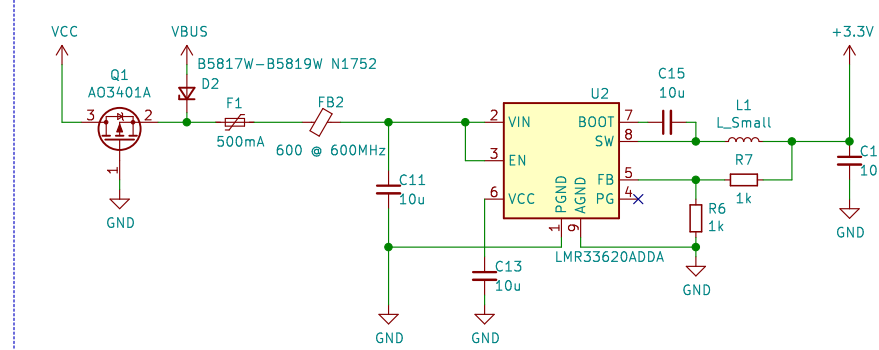 VCC
VBUS
+3.3V
B5817W-B5819W N1752
D2
Q1
AO3401A
3
2
1
GND
F1
500mA
FB2
600 @ 600MHz
C11
10u
GND
U2
2
VIN
3
EN
6
VCC
BOOT
7
SW
8
FB
5
PG
4
PGND
AGND
1
9
LMR33620ADDA
C13
10u
GND
C15
10u
L1
L_Small
R7
1k
R6
1k
GND
C1
10
GND